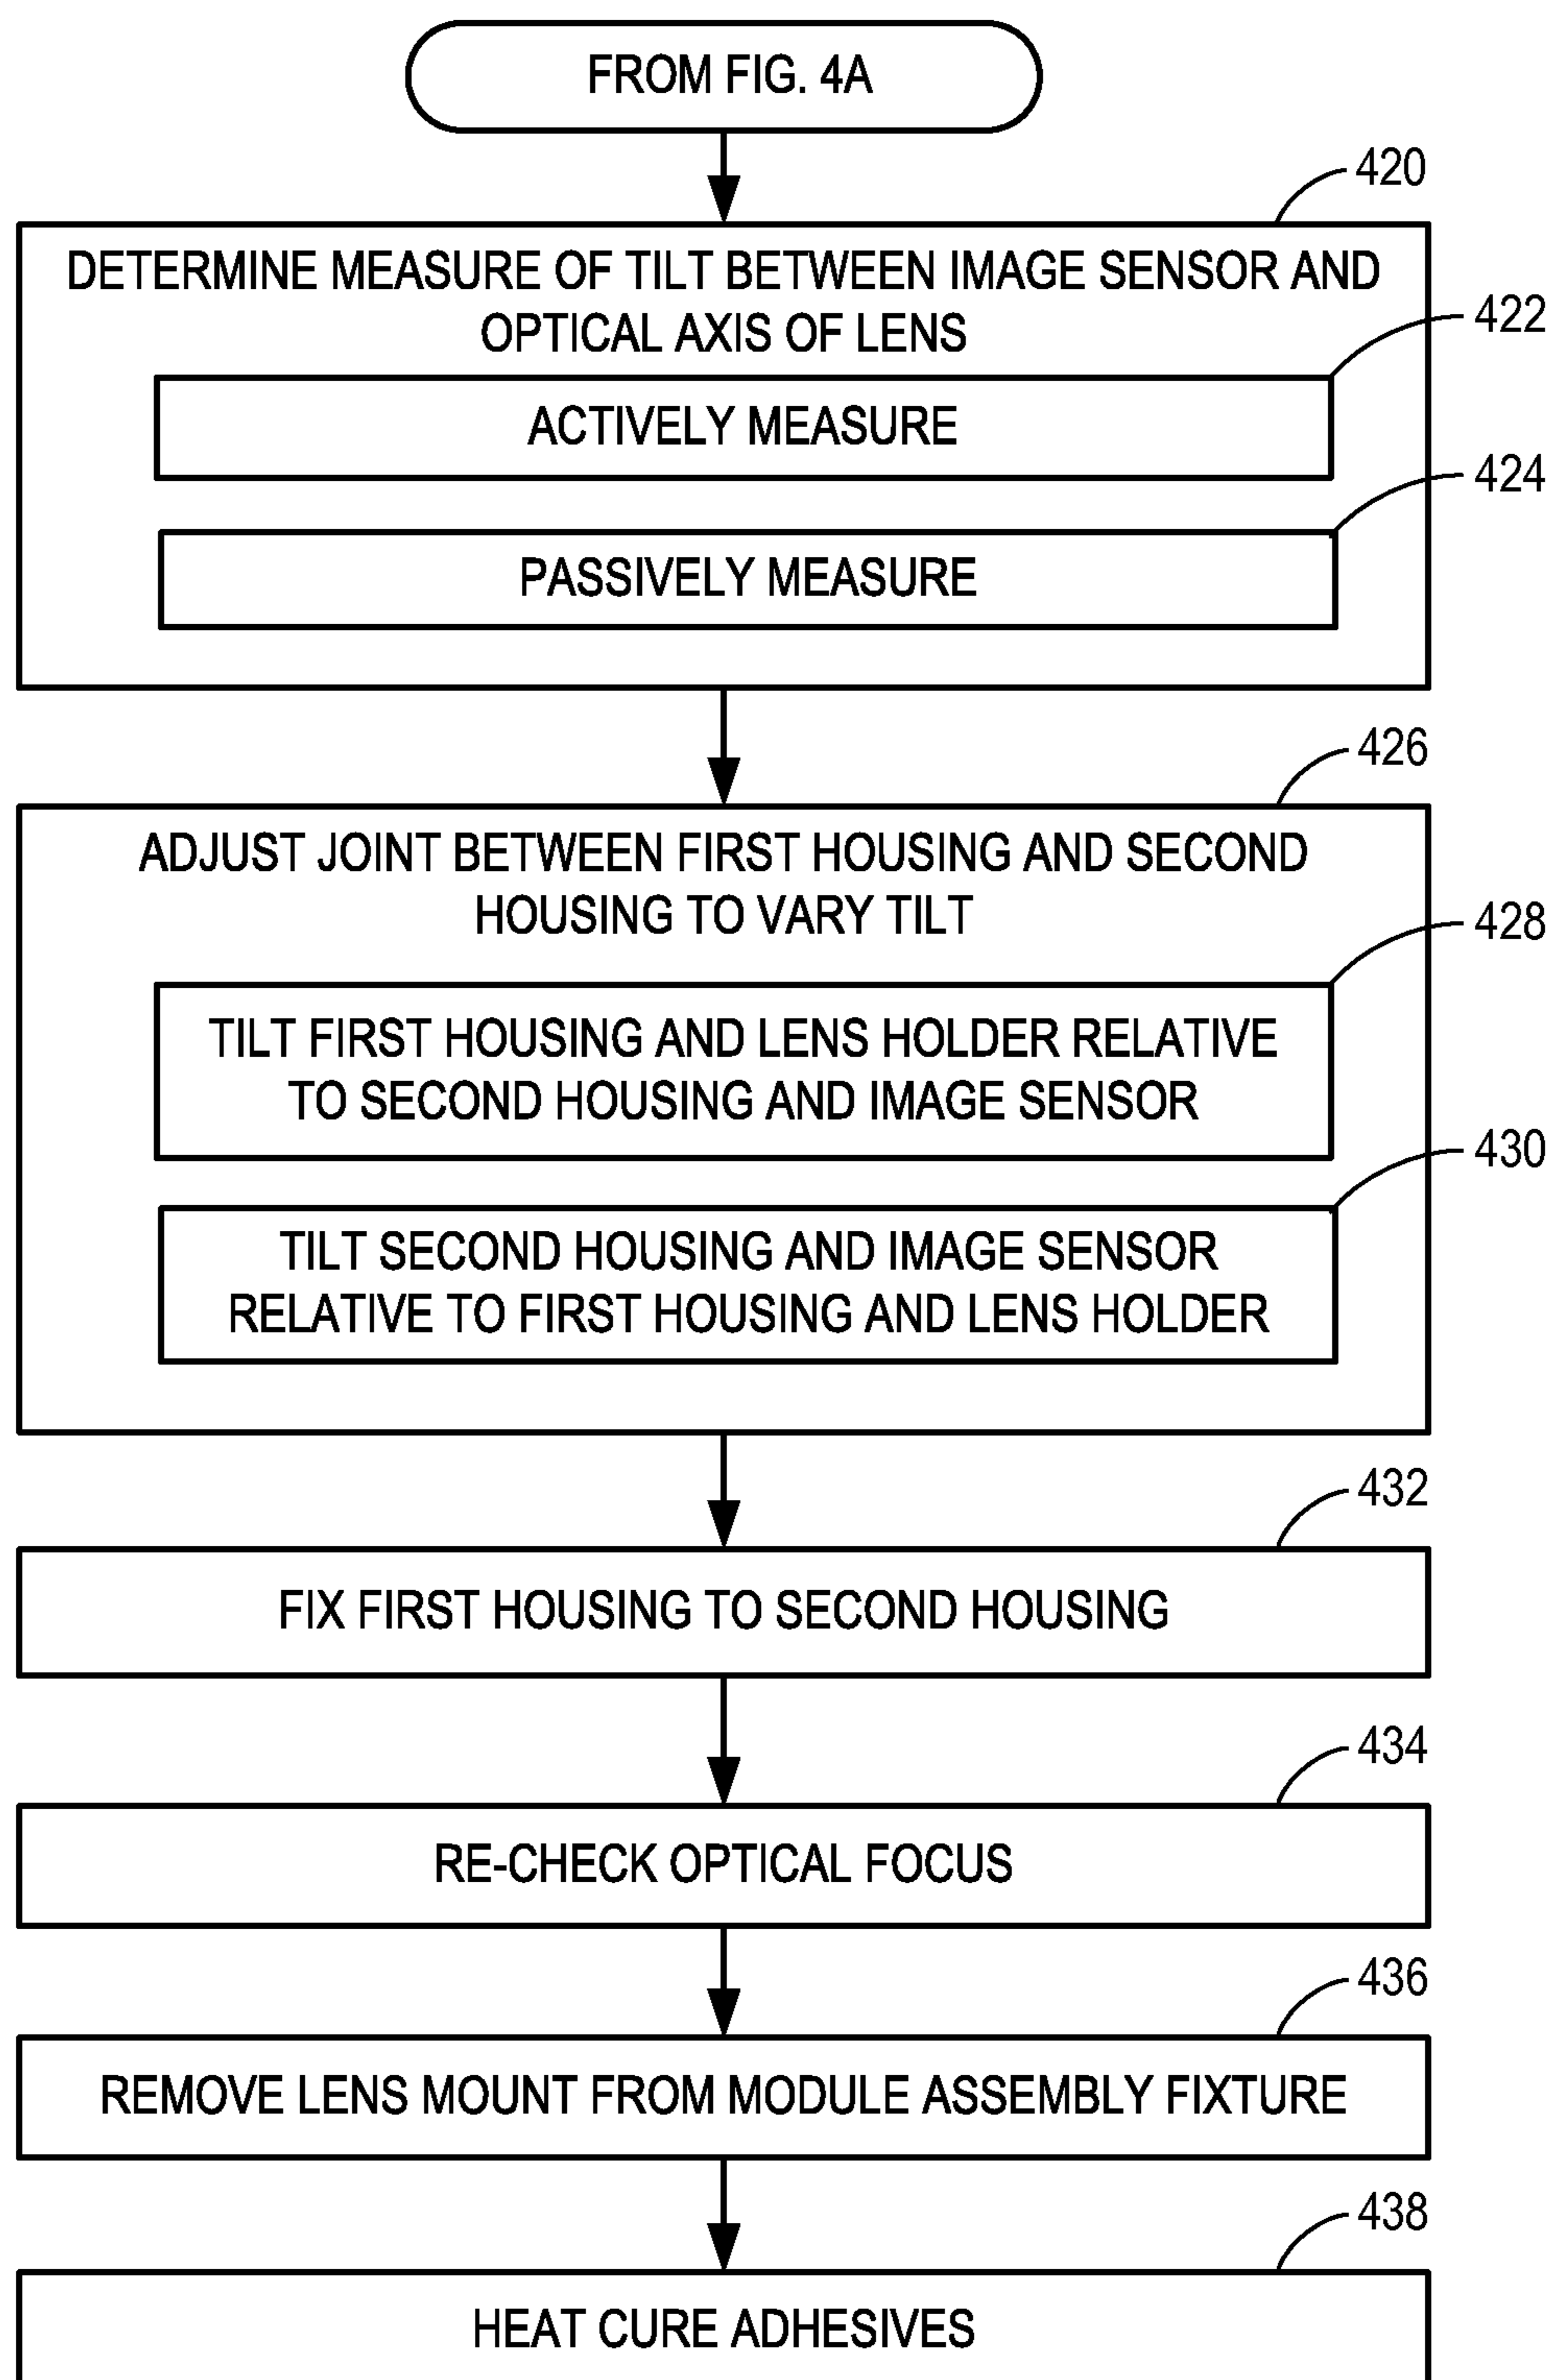 FROM FIG. 4A
420
DETERMINE MEASURE OF TILT BETWEEN IMAGE SENSOR AND
OPTICAL AXIS OF LENS
422
ACTIVELY MEASURE
424
PASSIVELY MEASURE
426
ADJUST JOINT BETWEEN FIRST HOUSING AND SECOND
HOUSING TO VARY TILT
428
TILT FIRST HOUSING AND LENS HOLDER RELATIVE
TO SECOND HOUSING AND IMAGE SENSOR
430
TILT SECOND HOUSING AND IMAGE SENSOR
RELATIVE TO FIRST HOUSING AND LENS HOLDER
432
FIX FIRST HOUSING TO SECOND HOUSING
434
RE-CHECK OPTICAL FOCUS
436
REMOVE LENS MOUNT FROM MODULE ASSEMBLY FIXTURE
438
HEAT CURE ADHESIVES